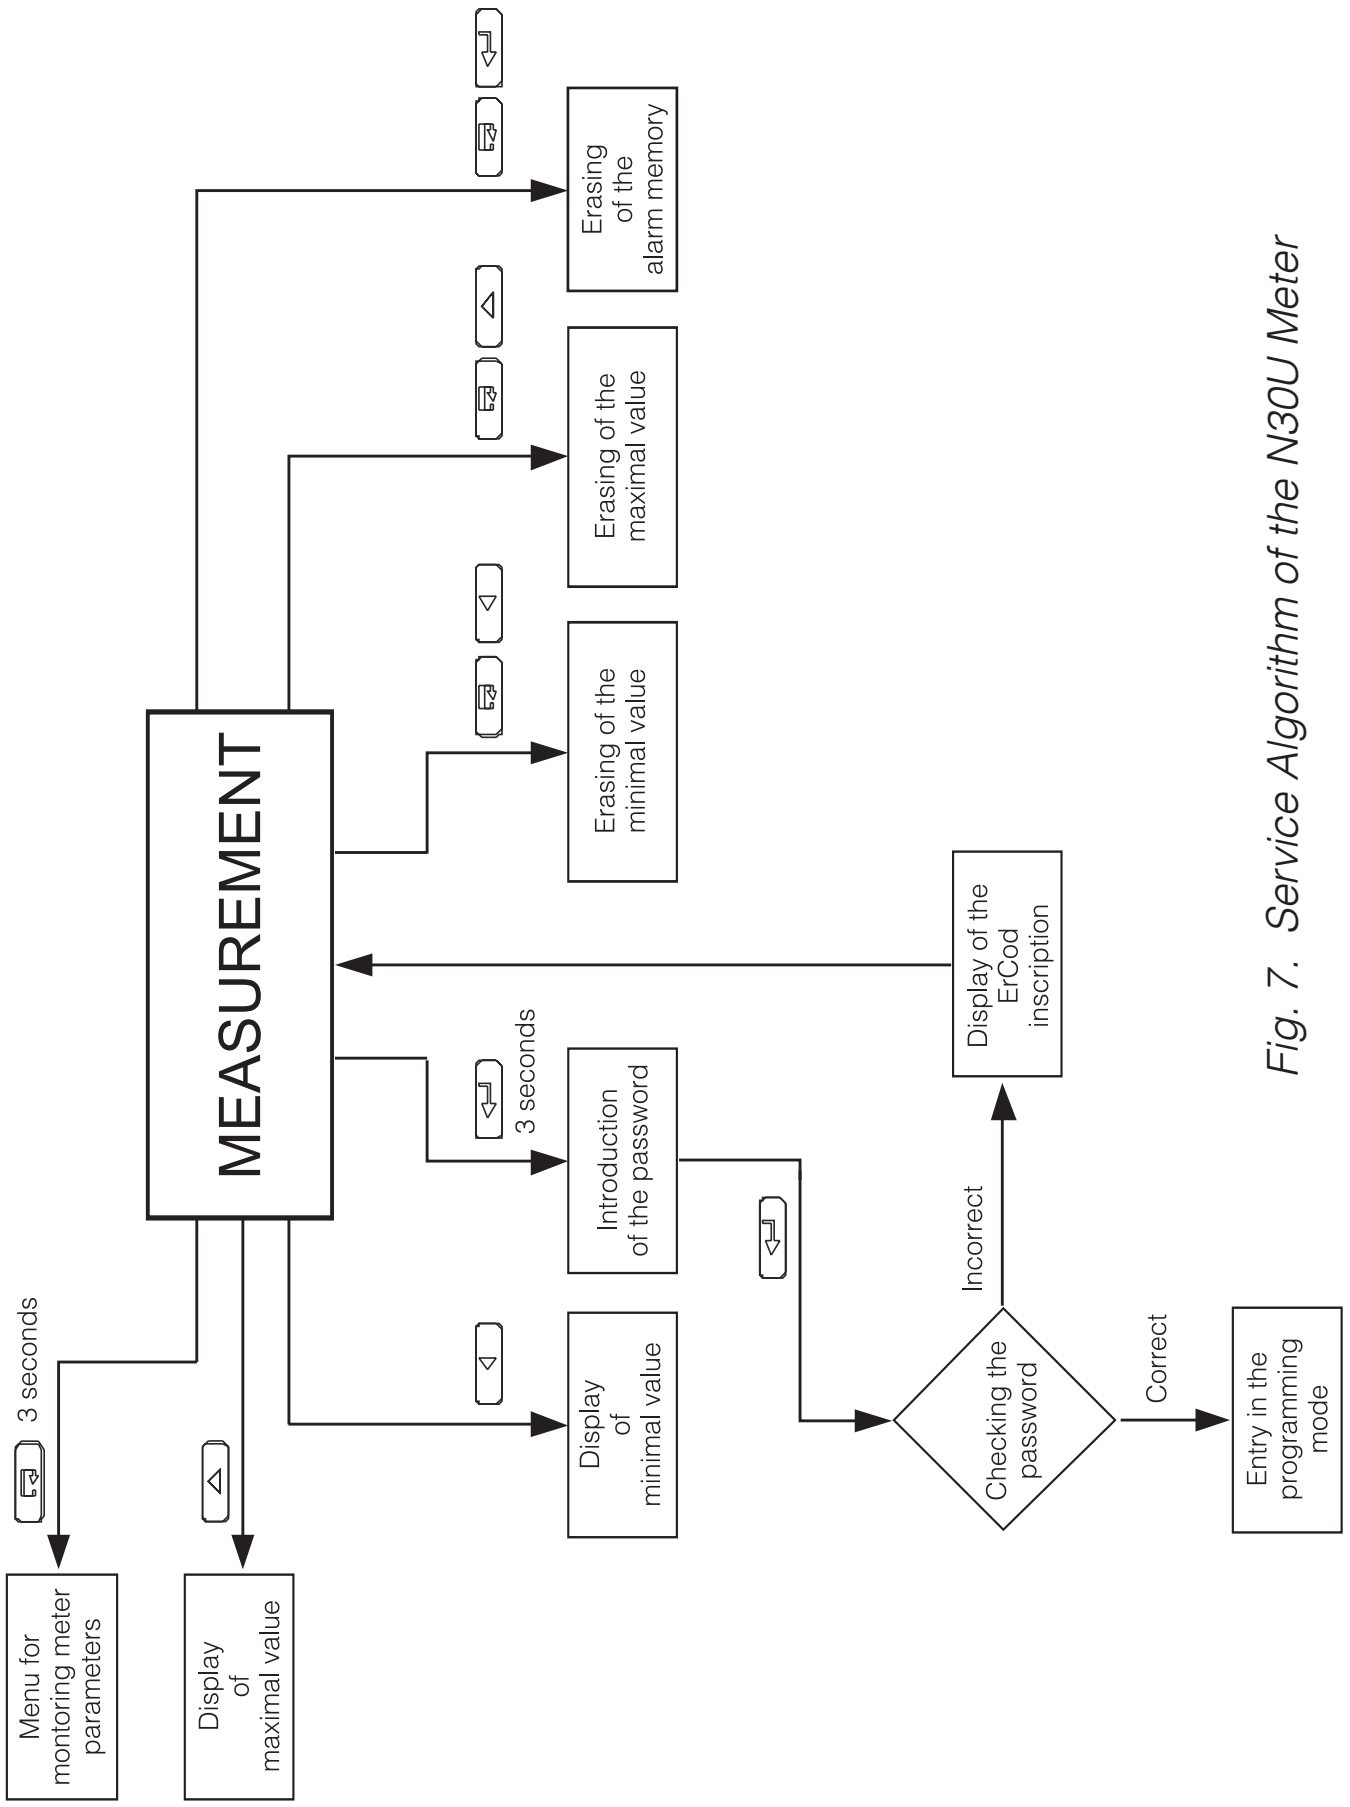 MEASUREMENT
3 seconds
Menu for
montoring meter
parameters
Display
of
maximal value
Display
of
minimal value
3 seconds
Introduction
of the password
Erasing of the
minimal value
Erasing of the
maximal value
Erasing
of the
alarm memory
Checking the
password
Incorrect
Display of the
ErCod
inscription
Correct
Entry in the
programming
mode
Fig. 7. Service Algorithm of the N30U Meter